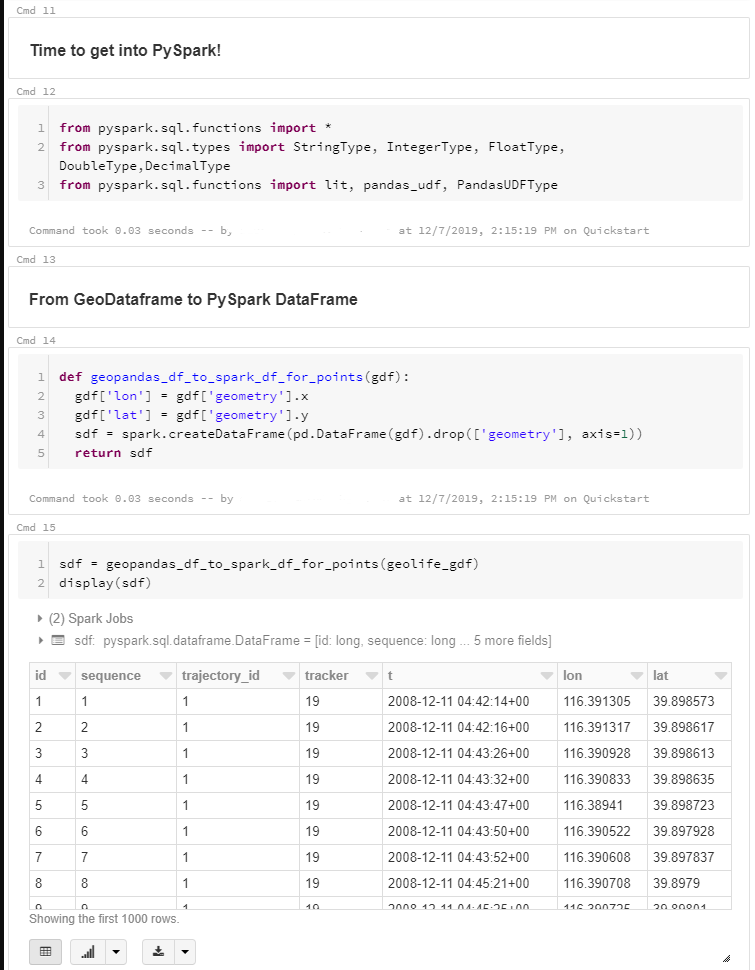 Cmd 11
Time to get into PySpark!
Cmd 12
1 from pyspark.sql.functions import *
2 from pyspark.sql.types import StringType, IntegerType, FloatType,
DoubleType,DecimalType
3 from pyspark.sql.functions import lit, pandas_udf, PandasUDFType
Command took 0.03 seconds -- by at 12/7/2019, 2:15:19 PM on Quickstart
Cmd 13
From GeoDataframe to PySpark DataFrame
Cmd 14
1 def geopandas_df_to_spark_df_for_points(gdf):
2 gdf['lon'] = gdf['geometry'].x
3 gdf['lat'] = gdf['geometry'].y
4 sdf = spark.createDataFrame(pd.DataFrame(gdf).drop(['geometry'], axis=1))
5 return sdf
Command took 0.03 seconds -- by at 12/7/2019, 2:15:19 PM on Quickstart
Cmd 15
1 sdf = geopandas_df_to_spark_df_for_points(geolife_gdf)
2 display(sdf)
(2) Spark Jobs
sdf: pyspark.sql.dataframe.DataFrame = [id: long, sequence: long ... 5 more fields]
id sequence trajectory_id tracker t lon lat
1 1 1 19 2008-12-11 04:42:14+00 116.391305 39.898573
2 2 1 19 2008-12-11 04:42:16+00 116.391317 39.898617
3 3 1 19 2008-12-11 04:43:26+00 116.390928 39.898613
4 4 1 19 2008-12-11 04:43:32+00 116.390833 39.898635
5 5 1 19 2008-12-11 04:43:47+00 116.38941 39.898723
6 6 1 19 2008-12-11 04:43:50+00 116.390522 39.897928
7 7 1 19 2008-12-11 04:43:52+00 116.390608 39.897837
8 8 1 19 2008-12-11 04:45:21+00 116.390708 39.8979
9 9 1 19 2008-12-11 04:45:25+00 116.390725 39.89801
Showing the first 1000 rows.